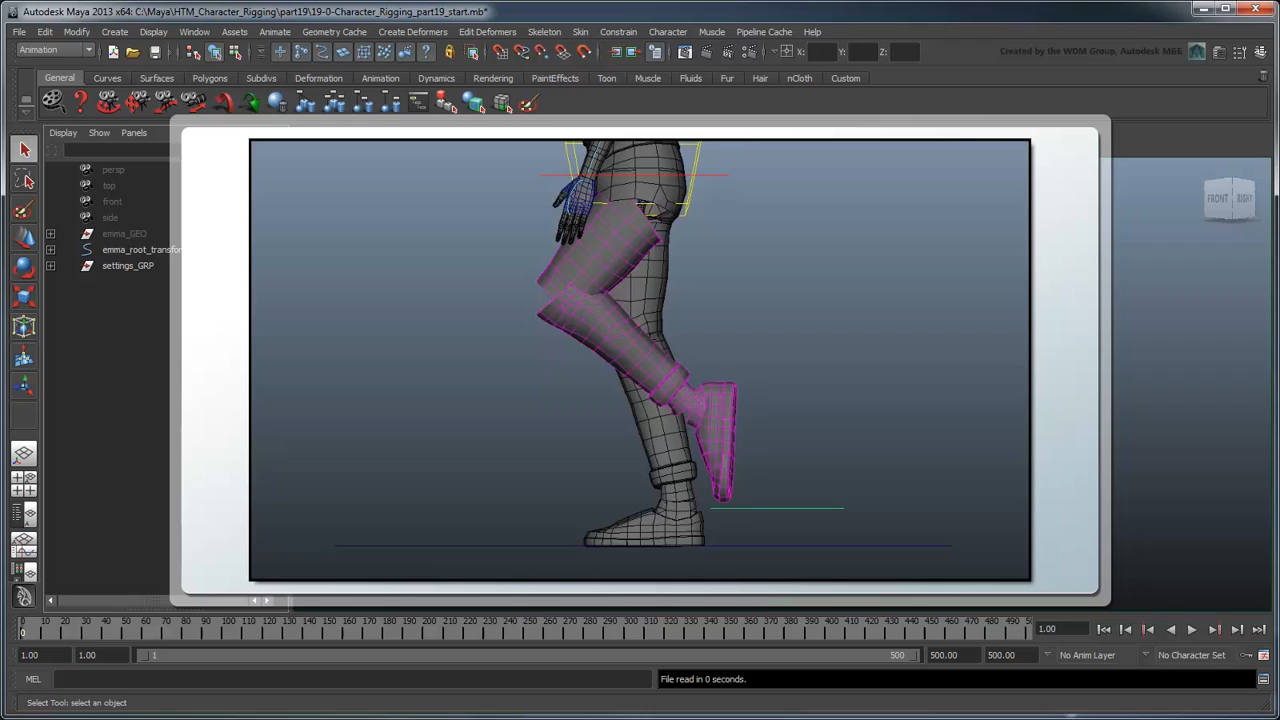 Autodesk Maya 2013 x64: C:\Maya\HTM_Character_Rigging\part19\19-0-Character_Rigging_part19_start.mb*
File Edit Modify Create Display Window Assets Animate Geometry Cache Create Deformers Edit Deformers Skeleton Skin Constrain Character Muscle Pipeline Cache Help
Animation X: Y: Z: Created by the WDM Group, Autodesk M&E
General Curves Surfaces Polygons Subdivs Deformation Animation Dynamics Rendering PaintEffects Toon Muscle Fluids Fur Hair nCloth Custom
Display Show Panels
persp
top
front
side
emma_GEO
emma_root_transfor
settings_GRP
FRONT RIGHT
0 10 20 30 40 50 60 70 80 90 100 110 120 130 140 150 160 170 180 190 200 210 220 230 240 250 260 270 280 290 300 310 320 330 340 350 360 370 380 390 400 410 420 430 440 450 460 470 480 490 50
0 1.00
1.00 1.00 1 500 500.00 500.00 No Anim Layer No Character Set
MEL File read in 0 seconds.
Select Tool: select an object